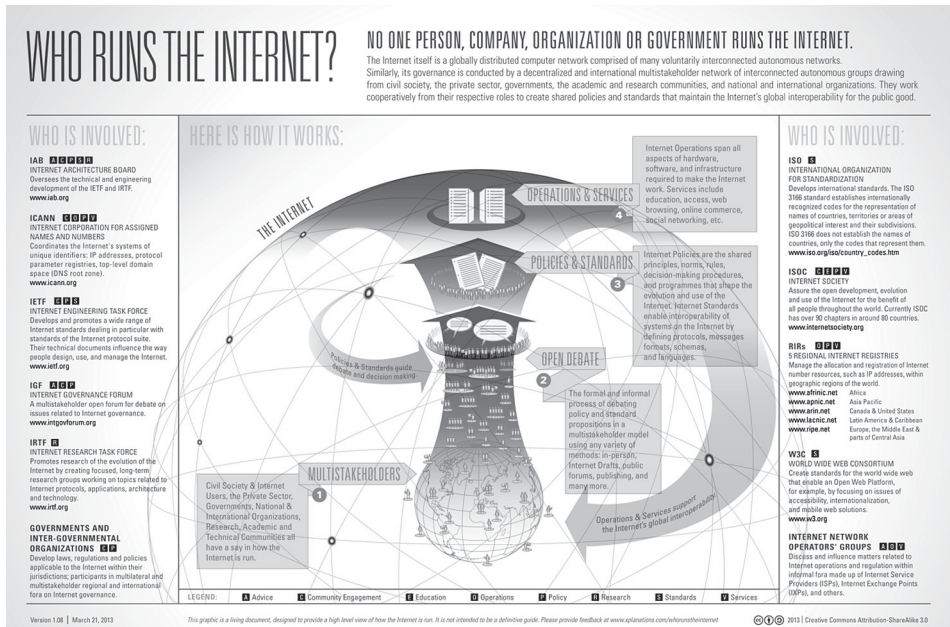 WHO RUNS THE INTERNET?
NO ONE PERSON, COMPANY, ORGANIZATION OR GOVERNMENT RUNS THE INTERNET.
The Internet itself is a globally distributed computer network comprised of many voluntarily interconnected autonomous networks.
Similarly, its governance is conducted by a decentralized and international multistakeholder network of interconnected autonomous groups drawing
from civil society, the private sector, governments, the academic and research communities, and national and international organizations. They work
cooperatively from their respective roles to create shared policies and standards that maintain the Internet's global interoperability for the public good.
WHO IS INVOLVED:
IAB A C P S R
INTERNET ARCHITECTURE BOARD
Oversees the technical and engineering
development of the IETF and IRTF.
www.iab.org
ICANN C O P V
INTERNET CORPORATION FOR ASSIGNED
NAMES AND NUMBERS
Coordinates the Internet's systems of
unique identifiers: IP addresses, protocol
parameter registries, top-level domain
space (DNS root zone).
www.icann.org
IETF C P S
INTERNET ENGINEERING TASK FORCE
Develops and promotes a wide range of
Internet standards dealing in particular with
standards of the Internet protocol suite.
Their technical documents influence the way
people design, use, and manage the Internet.
www.ietf.org
IGF A C P
INTERNET GOVERNANCE FORUM
A multistakeholder open forum for debate on
issues related to Internet governance.
www.intgovforum.org
IRTF R
INTERNET RESEARCH TASK FORCE
Promotes research of the evolution of the
Internet by creating focused, long-term
research groups working on topics related to
Internet protocols, applications, architecture
and technology.
www.irtf.org
GOVERNMENTS AND
INTER-GOVERNMENTAL
ORGANIZATIONS C P
Develop laws, regulations and policies
applicable to the Internet within their
jurisdictions; participants in multilateral and
multistakeholder regional and international
fora on Internet governance.
HERE IS HOW IT WORKS:
THE INTERNET
OPERATIONS & SERVICES
4
Internet Operations span all
aspects of hardware,
software, and infrastructure
required to make the Internet
work. Services include
education, access, web
browsing, online commerce,
social networking, etc.
POLICIES & STANDARDS
3
Internet Policies are the shared
principles, norms, rules,
decision-making procedures,
and programmes that shape the
evolution and use of the
Internet. Internet Standards
enable interoperability of
systems on the Internet by
defining protocols, messages
formats, schemas,
and languages.
Policies & Standards guide
debate and decision making
OPEN DEBATE
2
The formal and informal
process of debating
policy and standard
propositions in a
multistakeholder model
using any variety of
methods: in-person,
Internet Drafts, public
forums, publishing, and
many more.
MULTISTAKEHOLDERS
1
Civil Society & Internet
Users, the Private Sector,
Governments, National &
International Organizations,
Research, Academic and
Technical Communities all
have a say in how the
Internet is run.
Operations & Services support
the Internet's global interoperability
WHO IS INVOLVED:
ISO S
INTERNATIONAL ORGANIZATION
FOR STANDARDIZATION
Develops international standards. The ISO
3166 standard establishes internationally
recognized codes for the representation of
names of countries, territories or areas of
geopolitical interest and their subdivisions.
ISO 3166 does not establish the names of
countries, only the codes that represent them.
www.iso.org/iso/country_codes.htm
ISOC C E P V
INTERNET SOCIETY
Assure the open development, evolution
and use of the Internet for the benefit of
all people throughout the world. Currently ISOC
has over 90 chapters in around 80 countries.
www.internetsociety.org
RIRs O P V
5 REGIONAL INTERNET REGISTRIES
Manage the allocation and registration of Internet
number resources, such as IP addresses, within
geographic regions of the world.
www.afrinic.net Africa
www.apnic.net Asia Pacific
www.arin.net Canada & United States
www.lacnic.net Latin America & Caribbean
www.ripe.net Europe, the Middle East &
parts of Central Asia
W3C S
WORLD WIDE WEB CONSORTIUM
Create standards for the world wide web
that enable an Open Web Platform,
for example, by focusing on issues of
accessibility, internationalization,
and mobile web solutions.
www.w3.org
INTERNET NETWORK
OPERATORS' GROUPS A O V
Discuss and influence matters related to
Internet operations and regulation within
informal fora made up of Internet Service
Providers (ISPs), Internet Exchange Points
(IXPs), and others.
LEGEND: A Advice C Community Engagement E Education O Operations P Policy R Research S Standards V Services
Version 1.08 | March 21, 2013
This graphic is a living document, designed to provide a high level view of how the Internet is run. It is not intended to be a definitive guide. Please provide feedback at www.xplanations.com/whorunstheinternet
2013 | Creative Commons Attribution-ShareAlike 3.0